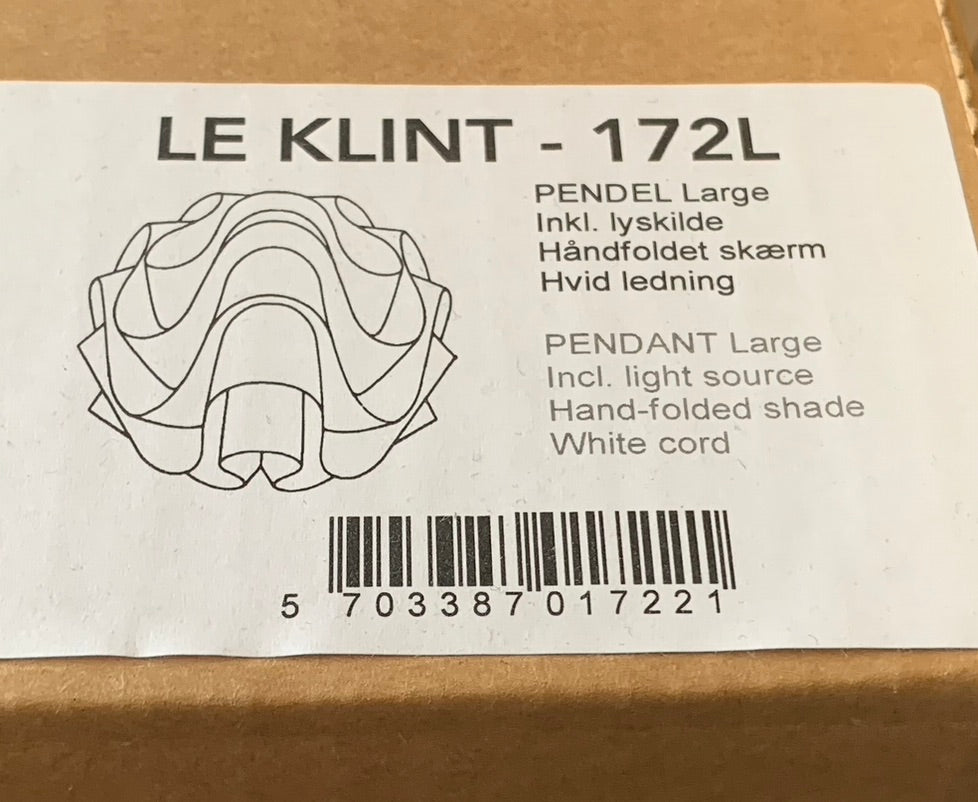 LE KLINT - 172L
PENDEL Large
Inkl. lyskilde
Håndfoldet skærm
Hvid ledning
PENDANT Large
Incl. light source
Hand-folded shade
White cord
5 703387 017221